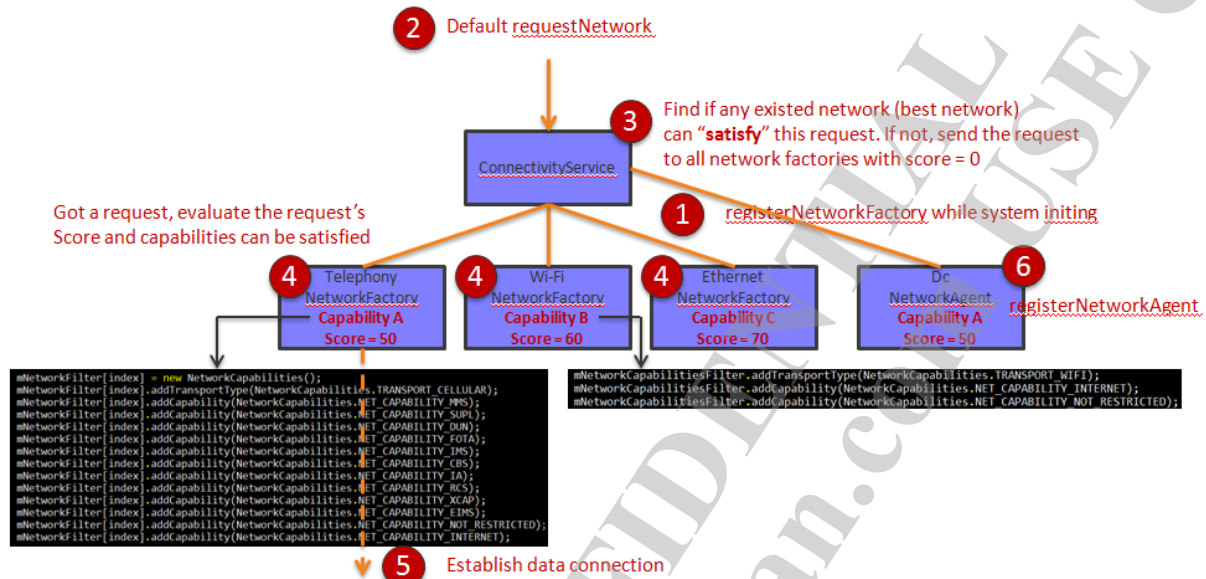 2 Default requestNetwork
3 Find if any existed network (best network)
can “satisfy” this request. If not, send the request
to all network factories with score = 0
ConnectivityService
1 registerNetworkFactory while system initing
Got a request, evaluate the request’s
Score and capabilities can be satisfied
4 Telephony
NetworkFactory
Capability A
Score = 50
4 Wi-Fi
NetworkFactory
Capability B
Score = 60
4 Ethernet
NetworkFactory
Capability C
Score = 70
6 Dc
NetworkAgent
Capability A
Score = 50
registerNetworkAgent
mNetworkFilter[index] = new NetworkCapabilities();
mNetworkFilter[index].addTransportType(NetworkCapabilities.TRANSPORT_CELLULAR);
mNetworkFilter[index].addCapability(NetworkCapabilities.NET_CAPABILITY_MMS);
mNetworkFilter[index].addCapability(NetworkCapabilities.NET_CAPABILITY_SUPL);
mNetworkFilter[index].addCapability(NetworkCapabilities.NET_CAPABILITY_DUN);
mNetworkFilter[index].addCapability(NetworkCapabilities.NET_CAPABILITY_FOTA);
mNetworkFilter[index].addCapability(NetworkCapabilities.NET_CAPABILITY_IMS);
mNetworkFilter[index].addCapability(NetworkCapabilities.NET_CAPABILITY_CBS);
mNetworkFilter[index].addCapability(NetworkCapabilities.NET_CAPABILITY_IA);
mNetworkFilter[index].addCapability(NetworkCapabilities.NET_CAPABILITY_RCS);
mNetworkFilter[index].addCapability(NetworkCapabilities.NET_CAPABILITY_XCAP);
mNetworkFilter[index].addCapability(NetworkCapabilities.NET_CAPABILITY_EIMS);
mNetworkFilter[index].addCapability(NetworkCapabilities.NET_CAPABILITY_NOT_RESTRICTED);
mNetworkFilter[index].addCapability(NetworkCapabilities.NET_CAPABILITY_INTERNET);
mNetworkCapabilitiesFilter.addTransportType(NetworkCapabilities.TRANSPORT_WIFI);
mNetworkCapabilitiesFilter.addCapability(NetworkCapabilities.NET_CAPABILITY_INTERNET);
mNetworkCapabilitiesFilter.addCapability(NetworkCapabilities.NET_CAPABILITY_NOT_RESTRICTED);
5 Establish data connection
FIDENTIAL
USE
an.com